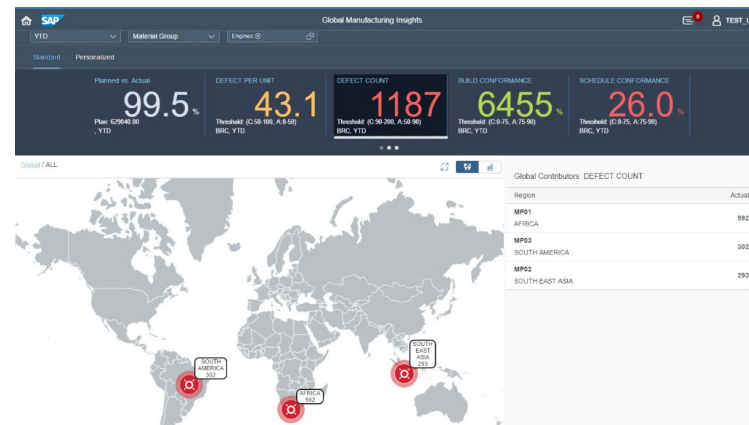 SAP
Global Manufacturing Insights
0
TEST_U
YTD
Material Group
Engines
Standard
Personalized
Planned vs. Actual
99.5 %
Plan: 629040.00
, YTD
DEFECT PER UNIT
43.1
Threshold: (C:50-100, A:8-50)
BRC, YTD
DEFECT COUNT
1187
Threshold: (C:90-200, A:50-90)
BRC, YTD
BUILD CONFORMANCE
6455 %
Threshold: (C:0-75, A:75-90)
BRC, YTD
SCHEDULE CONFORMANCE
26.0 %
Threshold: (C:0-75, A:75-90)
BRC, YTD
Global / ALL
SOUTH
AMERICA
302
AFRICA
592
SOUTH
EAST
ASIA
293
Global Contributors: DEFECT COUNT
Region Actual
MP01
AFRICA 592
MP03
SOUTH AMERICA 302
MP02
SOUTH EAST ASIA 293